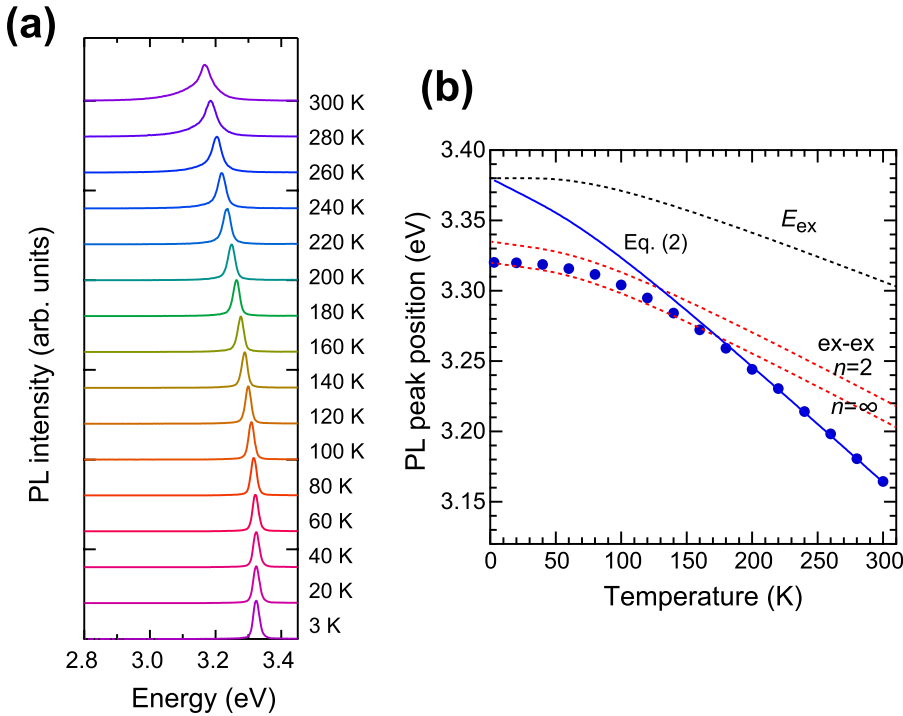 (a)
PL intensity (arb. units)
300 K
280 K
260 K
240 K
220 K
200 K
180 K
160 K
140 K
120 K
100 K
80 K
60 K
40 K
20 K
3 K
2.8 3.0 3.2 3.4
Energy (eV)
(b)
PL peak position (eV)
3.40
3.35
3.30
3.25
3.20
3.15
Eex
Eq. (2)
ex-ex
n=2
n=∞
0 50 100 150 200 250 300
Temperature (K)